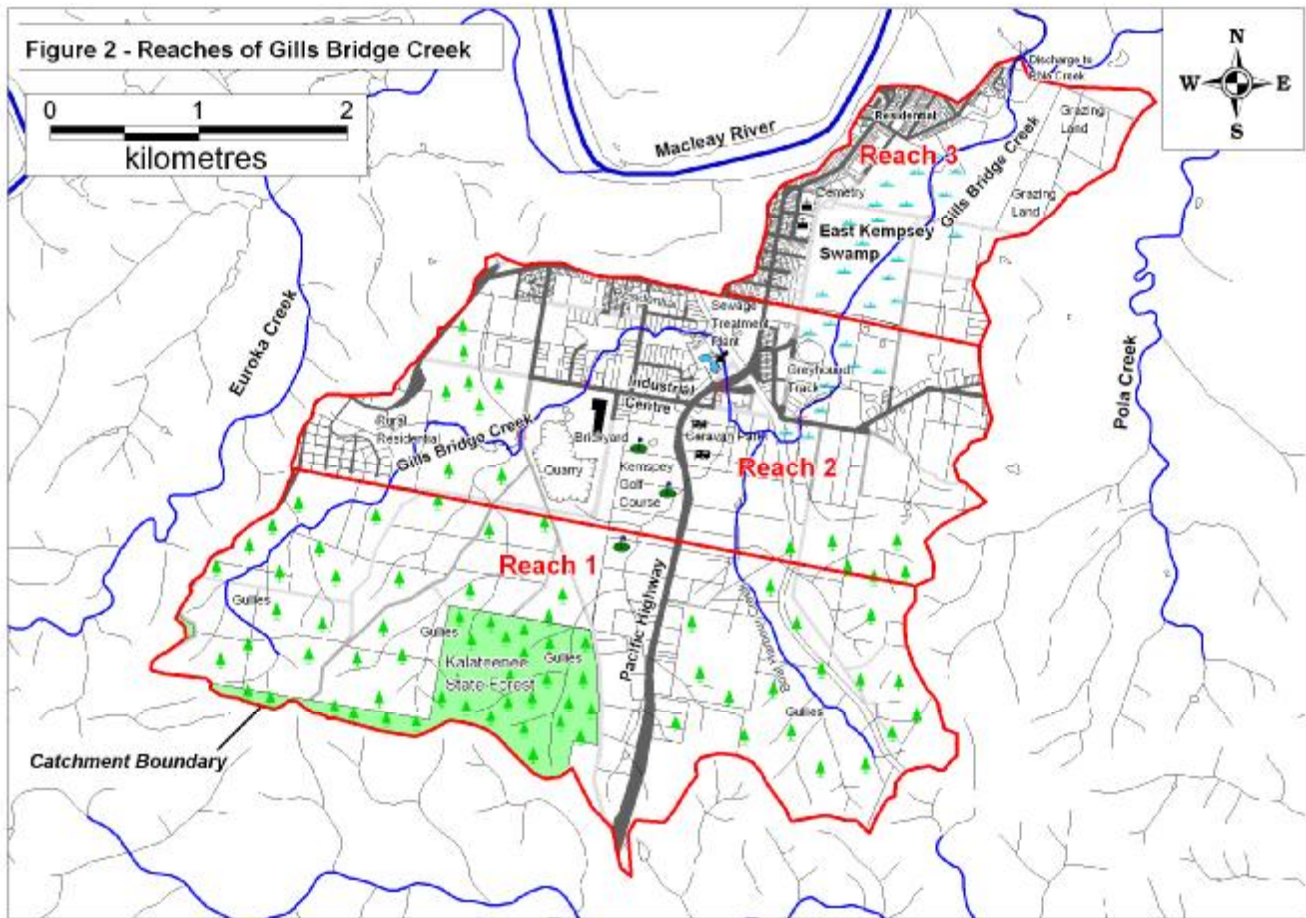 Figure 2 - Reaches of Gills Bridge Creek
0 1 2
kilometres
N
W E
S
Discharge to
Pola Creek
Residential
Grazing
Land
Macleay River
Reach 3
Gills Bridge Creek
Cemetry
Grazing
Land
East Kempsey
Swamp
Euroka Creek
Residential
Sewage
Treatment
Plant
Greyhound
Track
Industrial
Centre
Pola Creek
Rural
Residential
Gills Bridge Creek
Brickyard
Caravan Park
Quarry
Kempsey
Golf
Course
Reach 2
Reach 1
Gullies
Pacific Highway
Gullies
Gullies
Kalateenee
State Forest
Gullies
Catchment Boundary